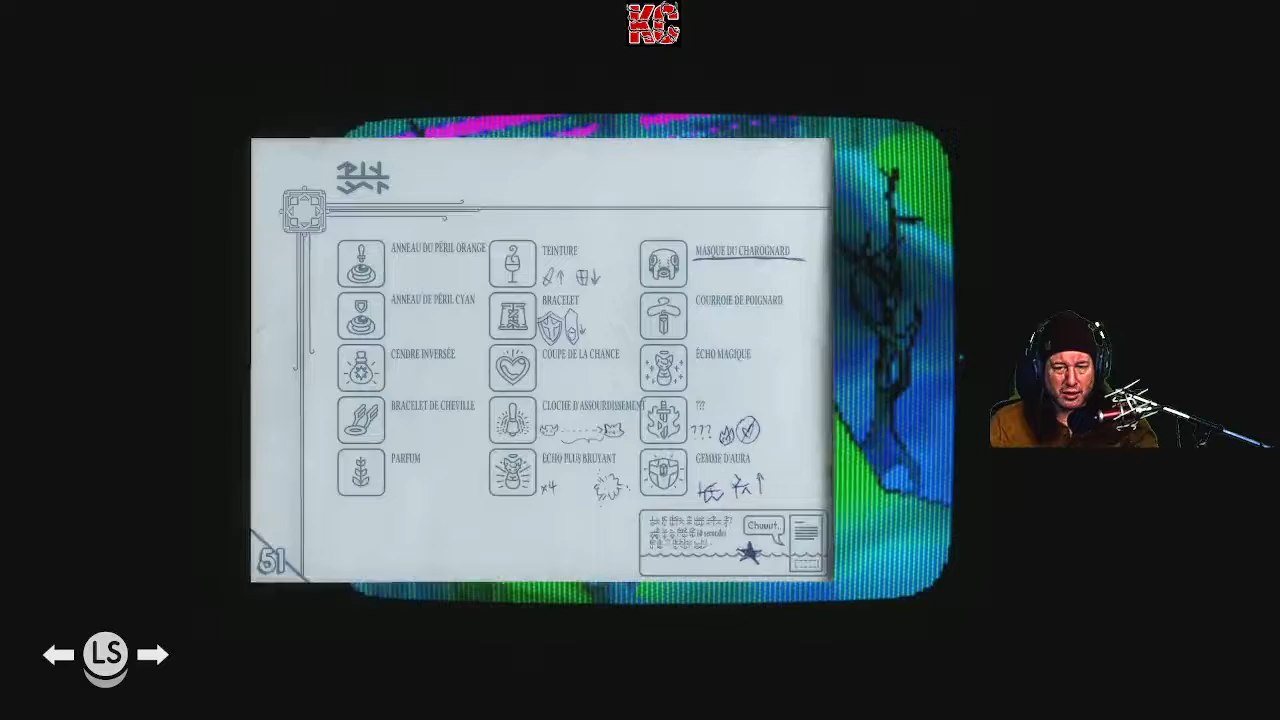 KC
ANNEAU DU PÉRIL ORANGE
ANNEAU DE PÉRIL CYAN
CENDRE INVERSÉE
BRACELET DE CHEVILLE
PARFUM
TEINTURE
BRACELET
COUPE DE LA CHANCE
CLOCHE D'ASSOURDISSEMENT
ÉCHO PLUS BRUYANT
x4
MASQUE DU CHAROGNARD
COURROIE DE POIGNARD
ÉCHO MAGIQUE
???
???
GEMME D'AURA
Chuuut..
51
LS